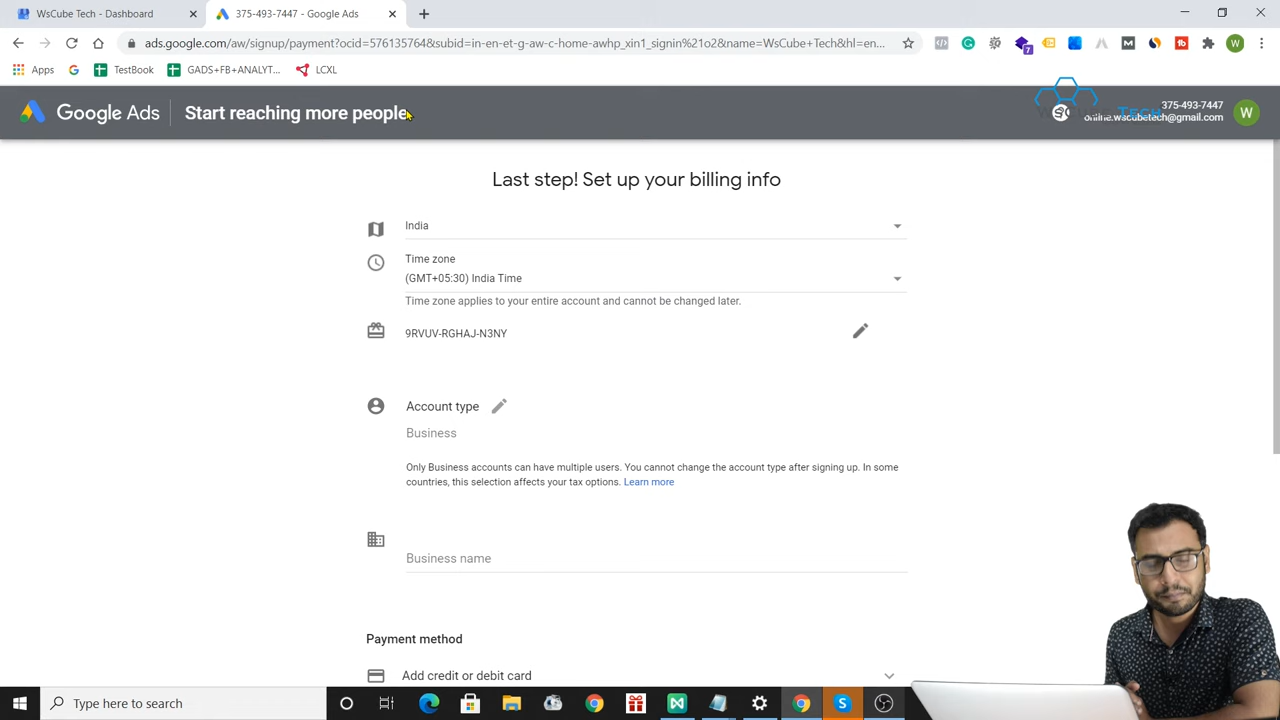 WsCube Tech - Dashboard
375-493-7447 - Google Ads
ads.google.com/aw/signup/payment?ocid=576135764&subid=in-en-et-g-aw-c-home-awhp_xin1_signin%21o2&name=WsCube Tech&hl=en...
7
M
W
Apps
G
TestBook
GADS+FB+ANALYT...
LCXL
Google Ads
Start reaching more people
WsCube Tech
375-493-7447
online.wscubetech@gmail.com
W
Last step! Set up your billing info
India
Time zone
(GMT+05:30) India Time
Time zone applies to your entire account and cannot be changed later.
9RVUV-RGHAJ-N3NY
Account type
Business
Only Business accounts can have multiple users. You cannot change the account type after signing up. In some
countries, this selection affects your tax options. Learn more
Business name
Payment method
Add credit or debit card
Type here to search